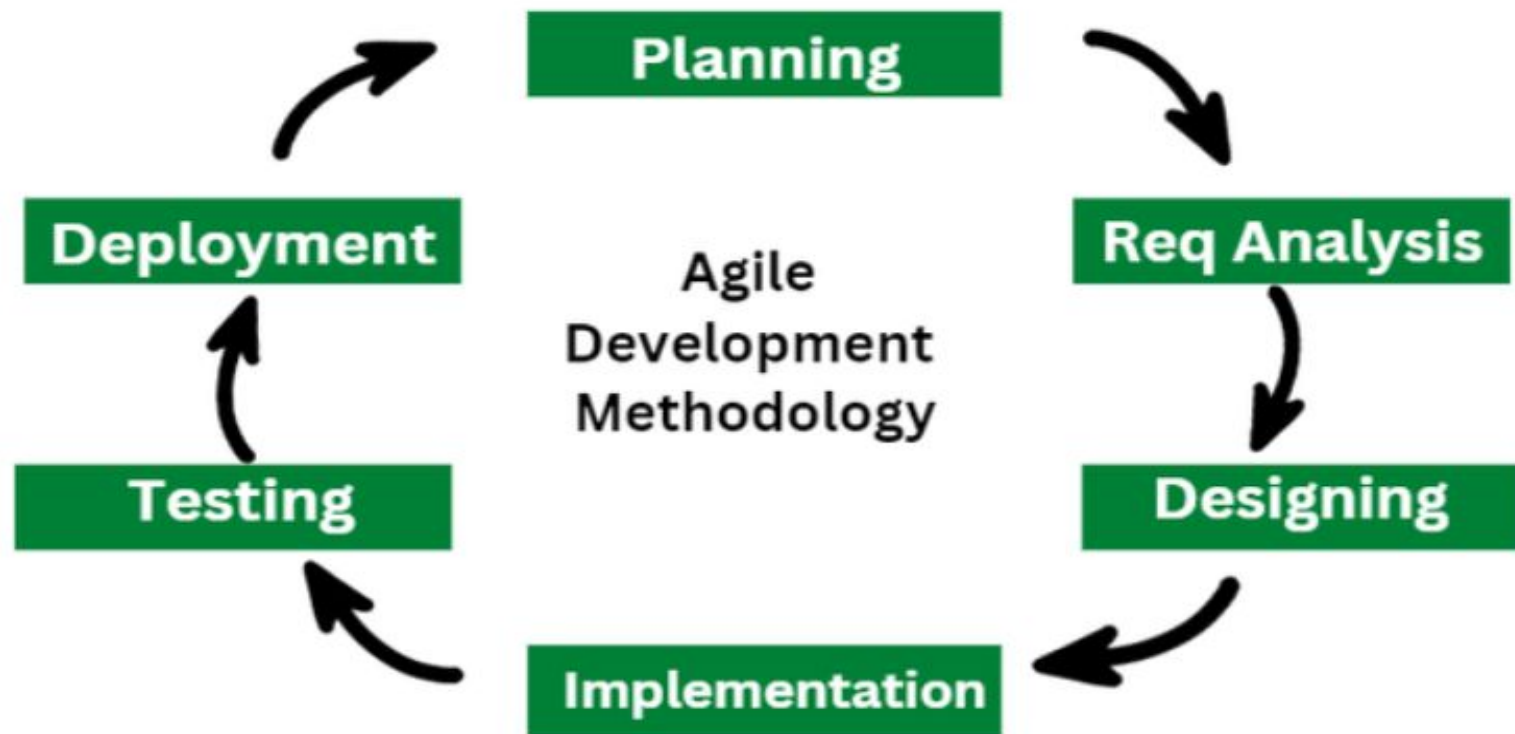 Planning
Deployment
Req Analysis
Agile
Development
Methodology
Testing
Designing
Implementation